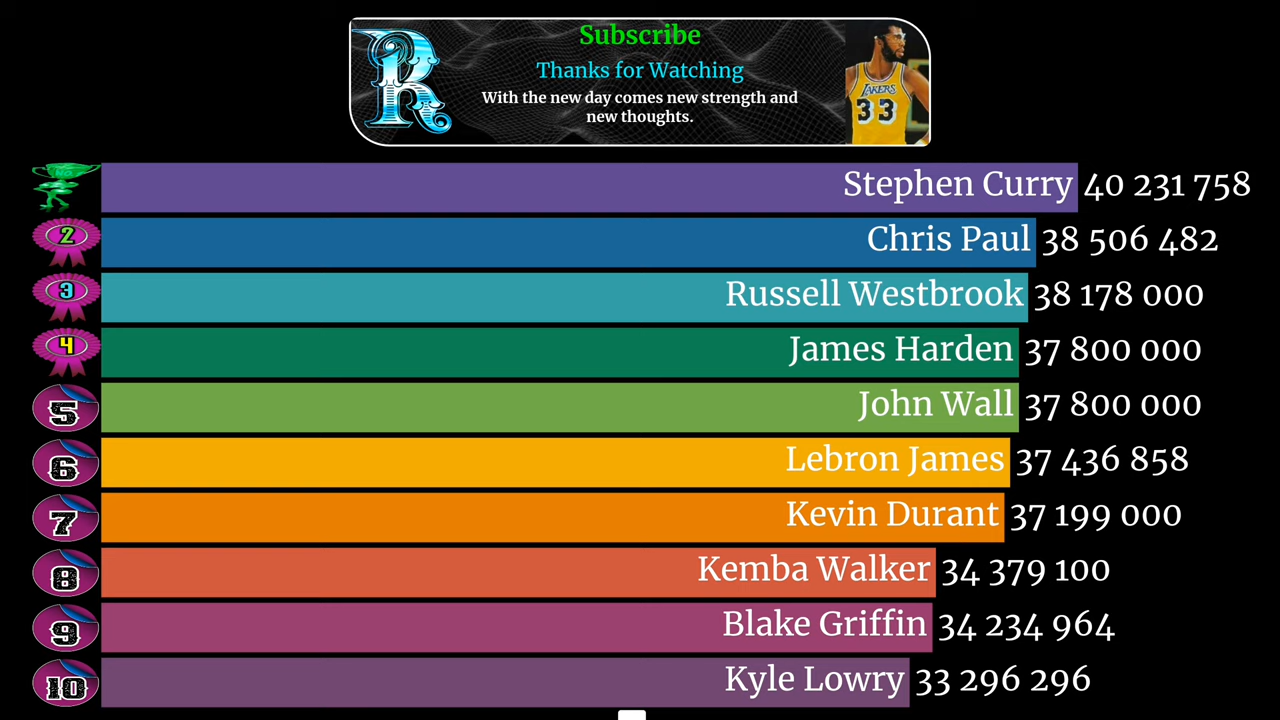 R
Subscribe
Thanks for Watching
With the new day comes new strength and
new thoughts.
LAKERS
33
Stephen Curry 40 231 758
2 Chris Paul 38 506 482
3 Russell Westbrook 38 178 000
4 James Harden 37 800 000
5 John Wall 37 800 000
6 Lebron James 37 436 858
7 Kevin Durant 37 199 000
8 Kemba Walker 34 379 100
9 Blake Griffin 34 234 964
10 Kyle Lowry 33 296 296